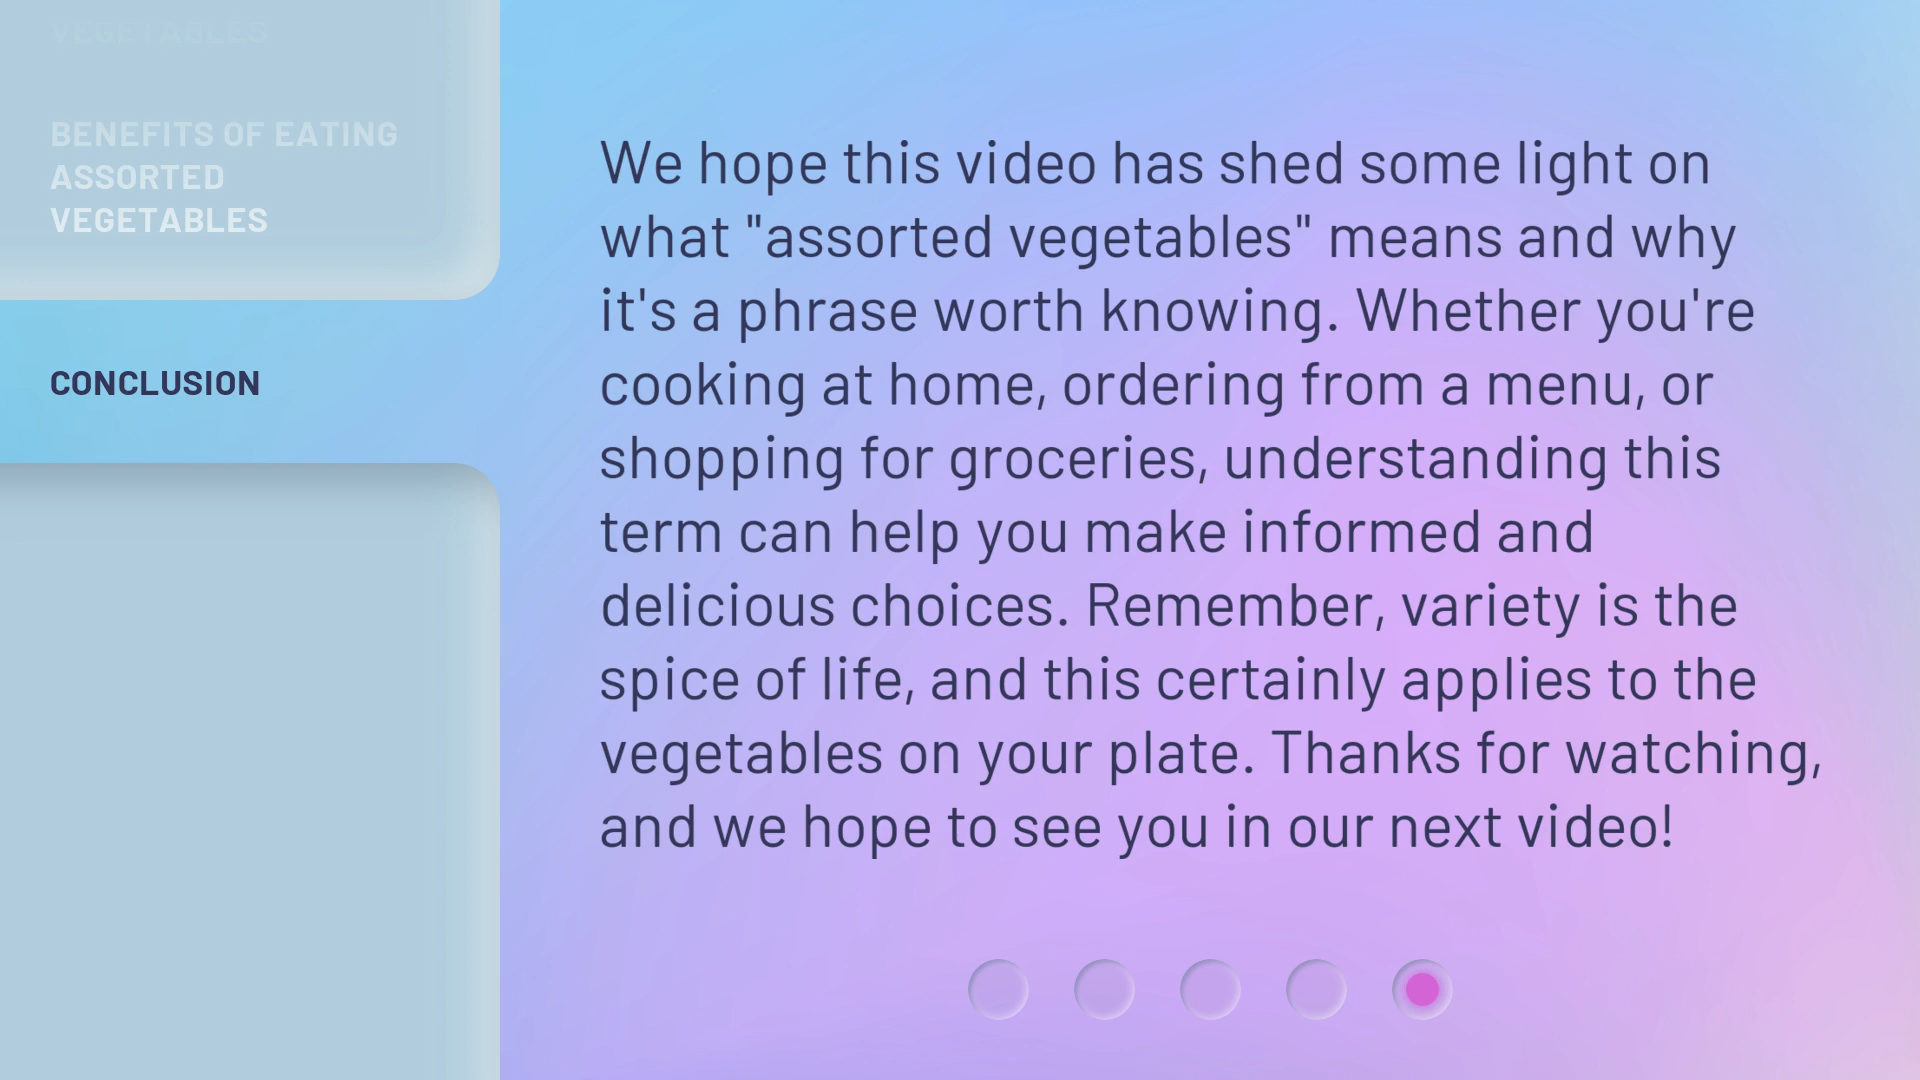 VEGETABLES
BENEFITS OF EATING
ASSORTED
VEGETABLES
CONCLUSION
We hope this video has shed some light on
what "assorted vegetables" means and why
it's a phrase worth knowing. Whether you're
cooking at home, ordering from a menu, or
shopping for groceries, understanding this
term can help you make informed and
delicious choices. Remember, variety is the
spice of life, and this certainly applies to the
vegetables on your plate. Thanks for watching,
and we hope to see you in our next video!